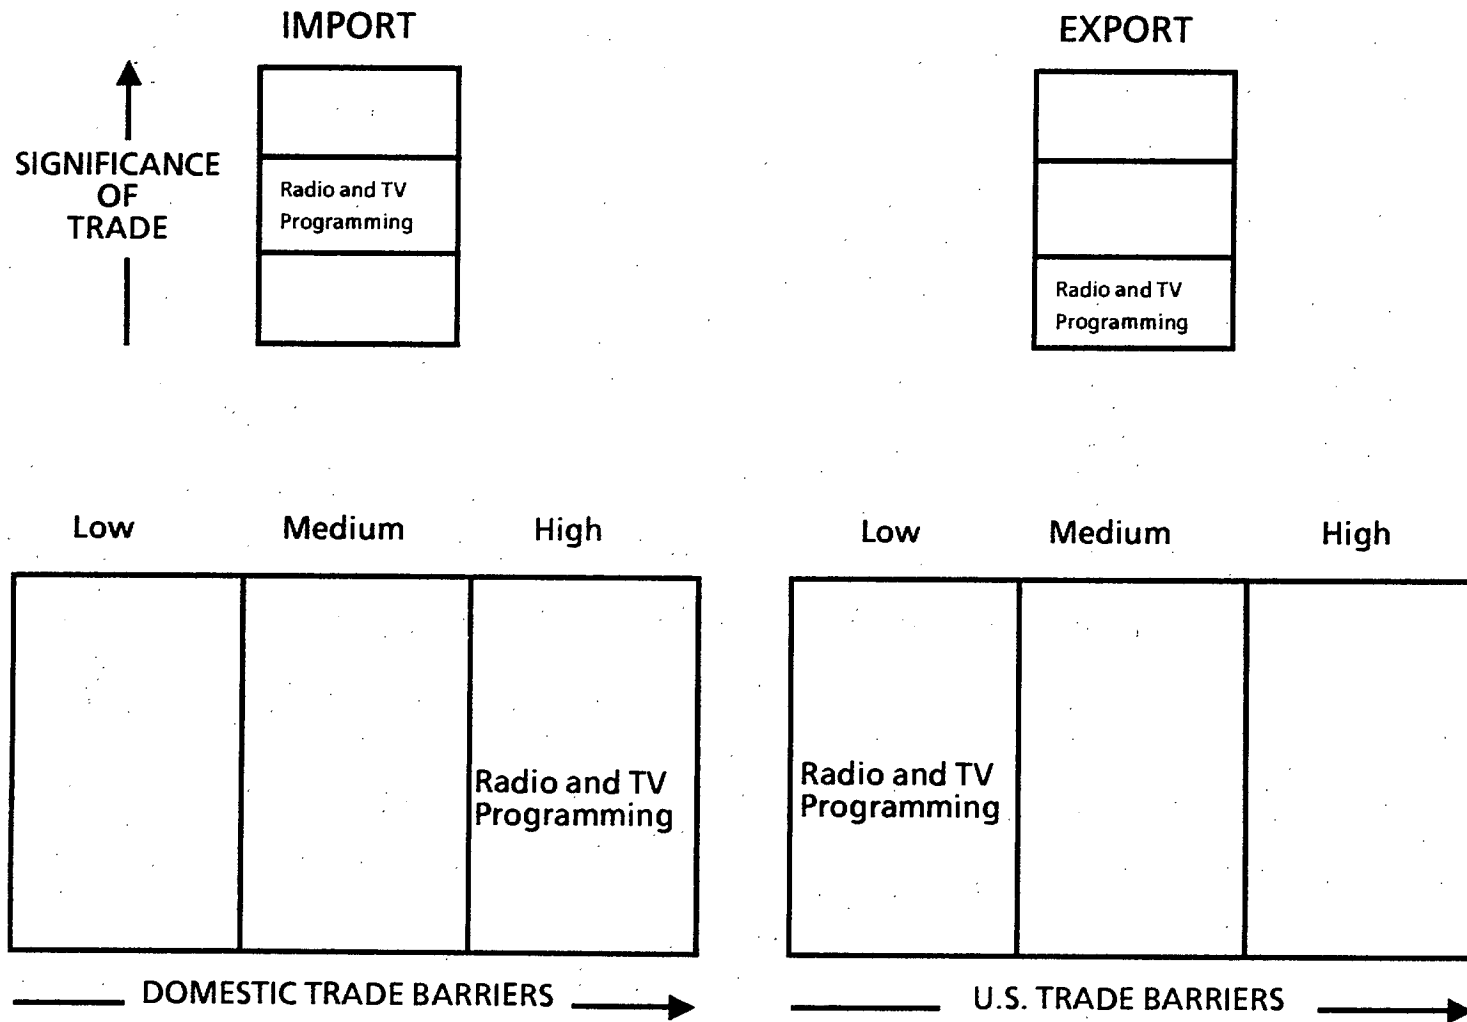 IMPORT
EXPORT
SIGNIFICANCE
OF
TRADE
Radio and TV
Programming
Radio and TV
Programming
Low Medium High
Low Medium High
Radio and TV
Programming
Radio and TV
Programming
DOMESTIC TRADE BARRIERS
U.S. TRADE BARRIERS